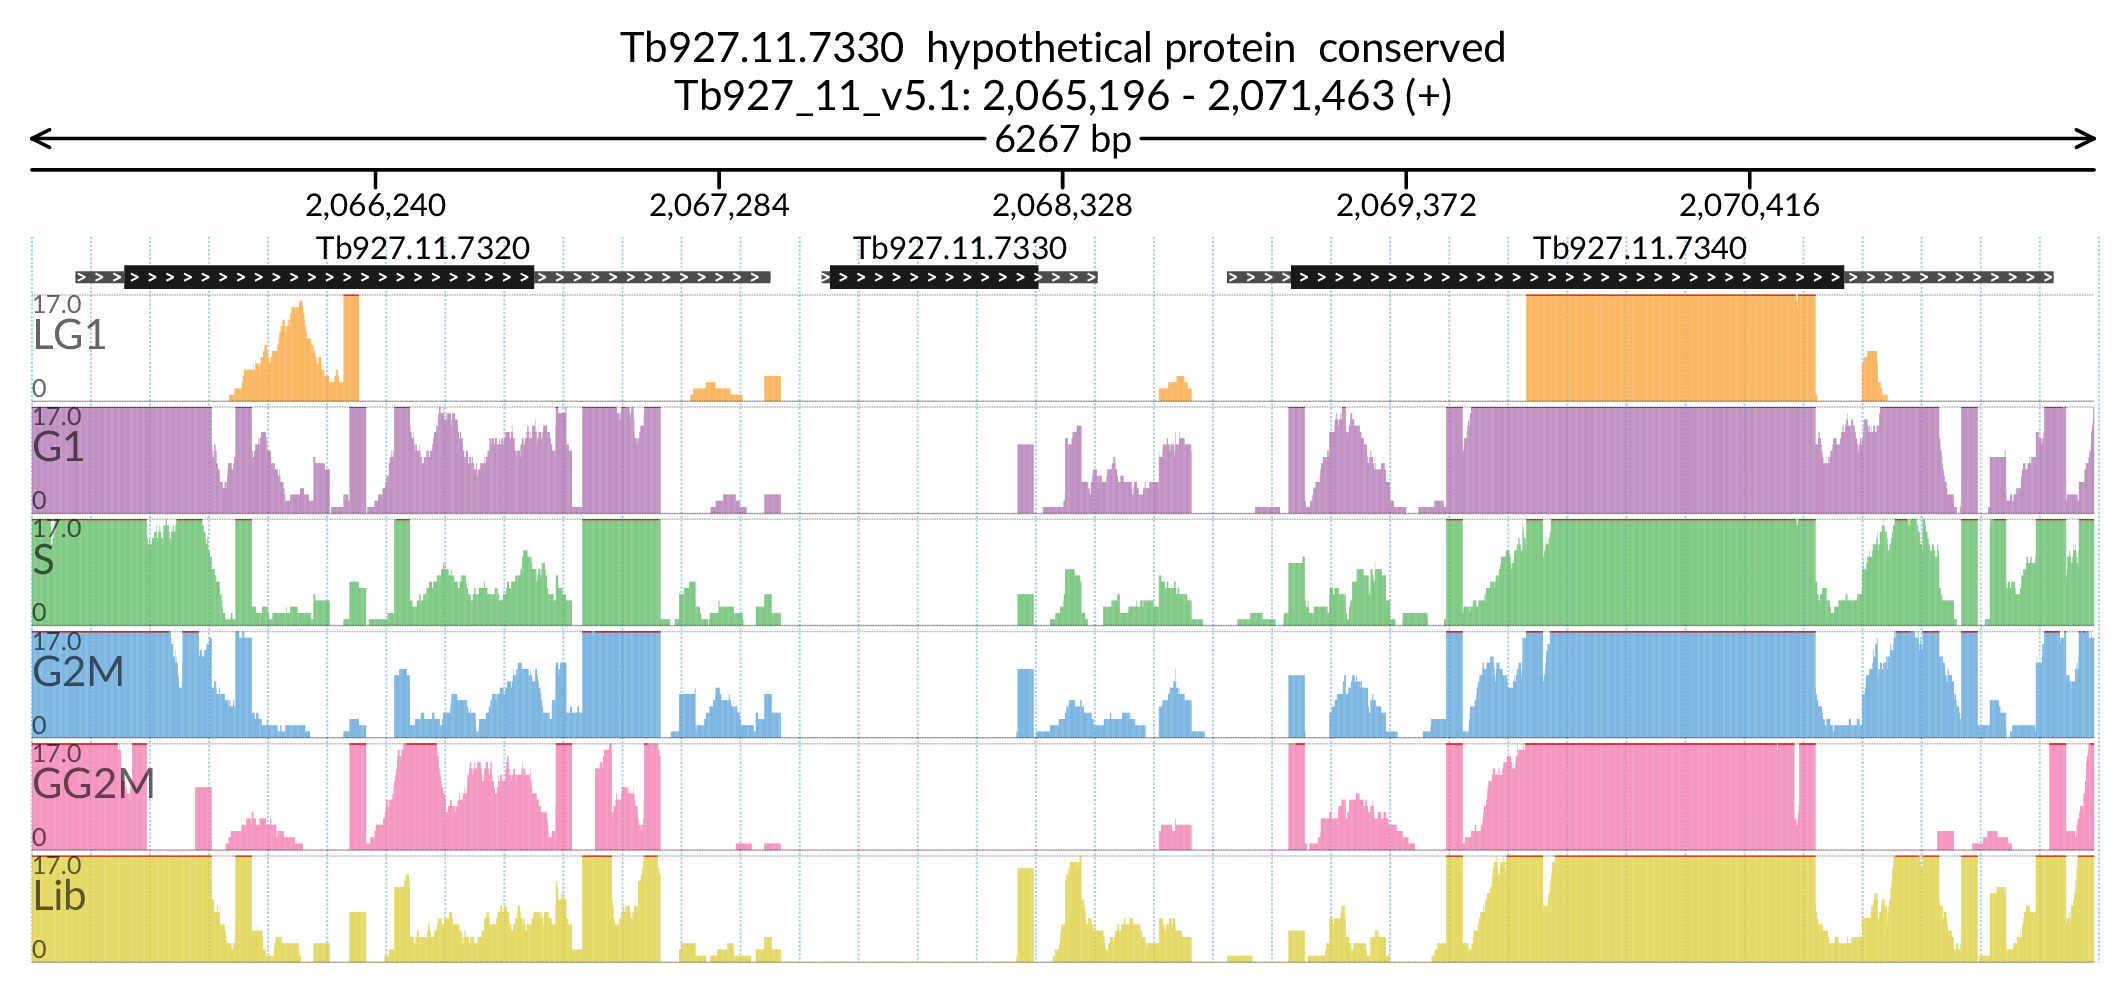 Tb927.11.7330 hypothetical protein conserved
Tb927_11_v5.1: 2,065,196 - 2,071,463 (+)
6267 bp
2,066,240 2,067,284 2,068,328 2,069,372 2,070,416
Tb927.11.7320 Tb927.11.7330 Tb927.11.7340
17.0
LG1
0
17.0
G1
0
17.0
S
0
17.0
G2M
0
17.0
GG2M
0
17.0
Lib
0